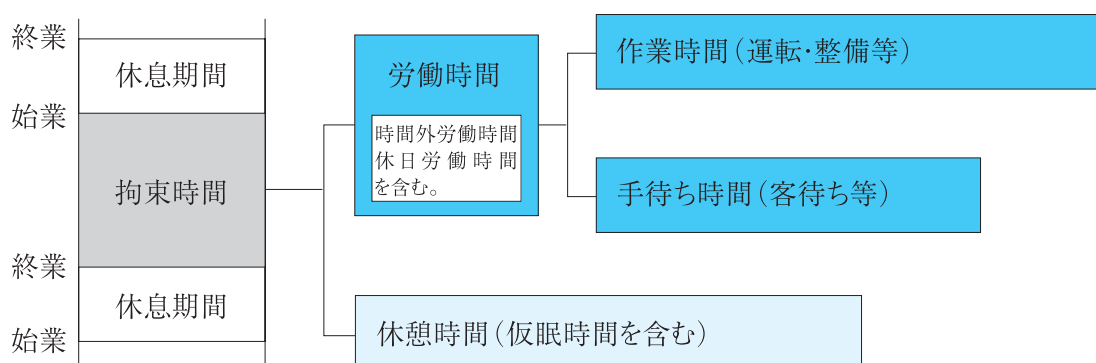 終業
休息期間
始業
拘束時間
終業
休息期間
始業
労働時間
時間外労働時間
休日労働時間
を含む。
作業時間(運転・整備等)
手待ち時間(客待ち等)
休憩時間(仮眠時間を含む)